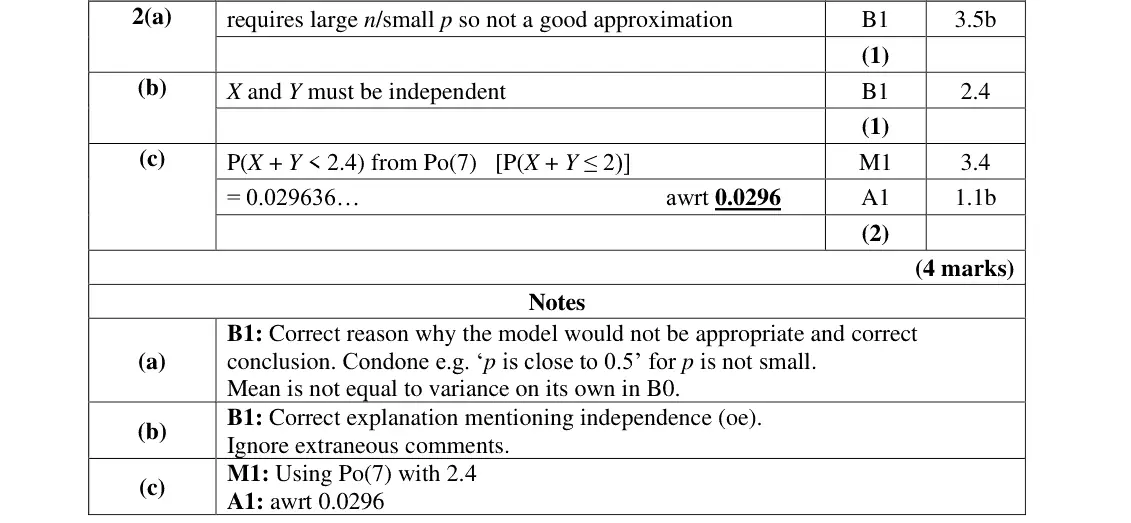 2(a) requires large n/small p so not a good approximation B1 3.5b
(1)
(b) X and Y must be independent B1 2.4
(1)
(c) P(X + Y < 2.4) from Po(7) [P(X + Y ≤ 2)] M1 3.4
= 0.029636… awrt 0.0296 A1 1.1b
(2)
(4 marks)
Notes
(a) B1: Correct reason why the model would not be appropriate and correct
conclusion. Condone e.g. ‘p is close to 0.5’ for p is not small.
Mean is not equal to variance on its own in B0.
(b) B1: Correct explanation mentioning independence (oe).
Ignore extraneous comments.
(c) M1: Using Po(7) with 2.4
A1: awrt 0.0296